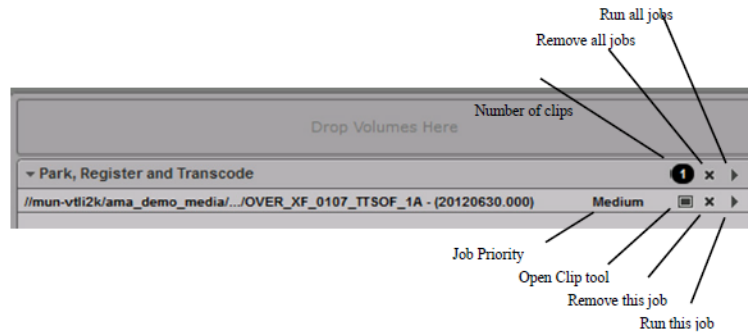 Run all jobs
Remove all jobs
Number of clips
Drop Volumes Here
Park, Register and Transcode 1
//mun-vtli2k/ama_demo_media/.../OVER_XF_0107_TTSOF_1A - (20120630.000) Medium
Job Priority
Open Clip tool
Remove this job
Run this job